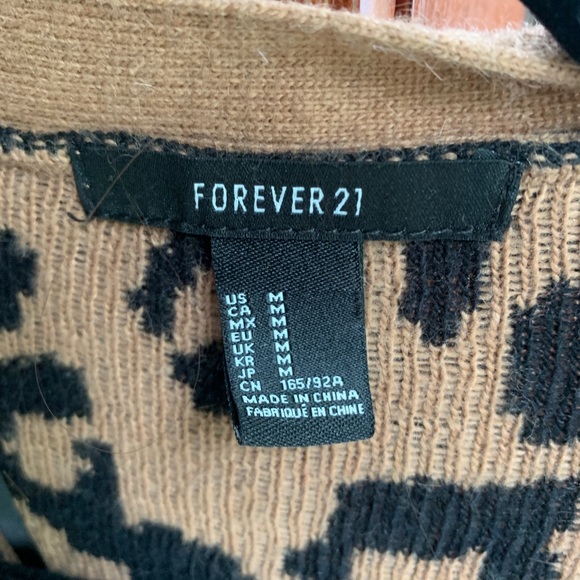 FOREVER 21
US M
CA M
MX M
EU M
UK M
KR M
JP M
CN 165/92A
MADE IN CHINA
FABRIQUÉ EN CHINE